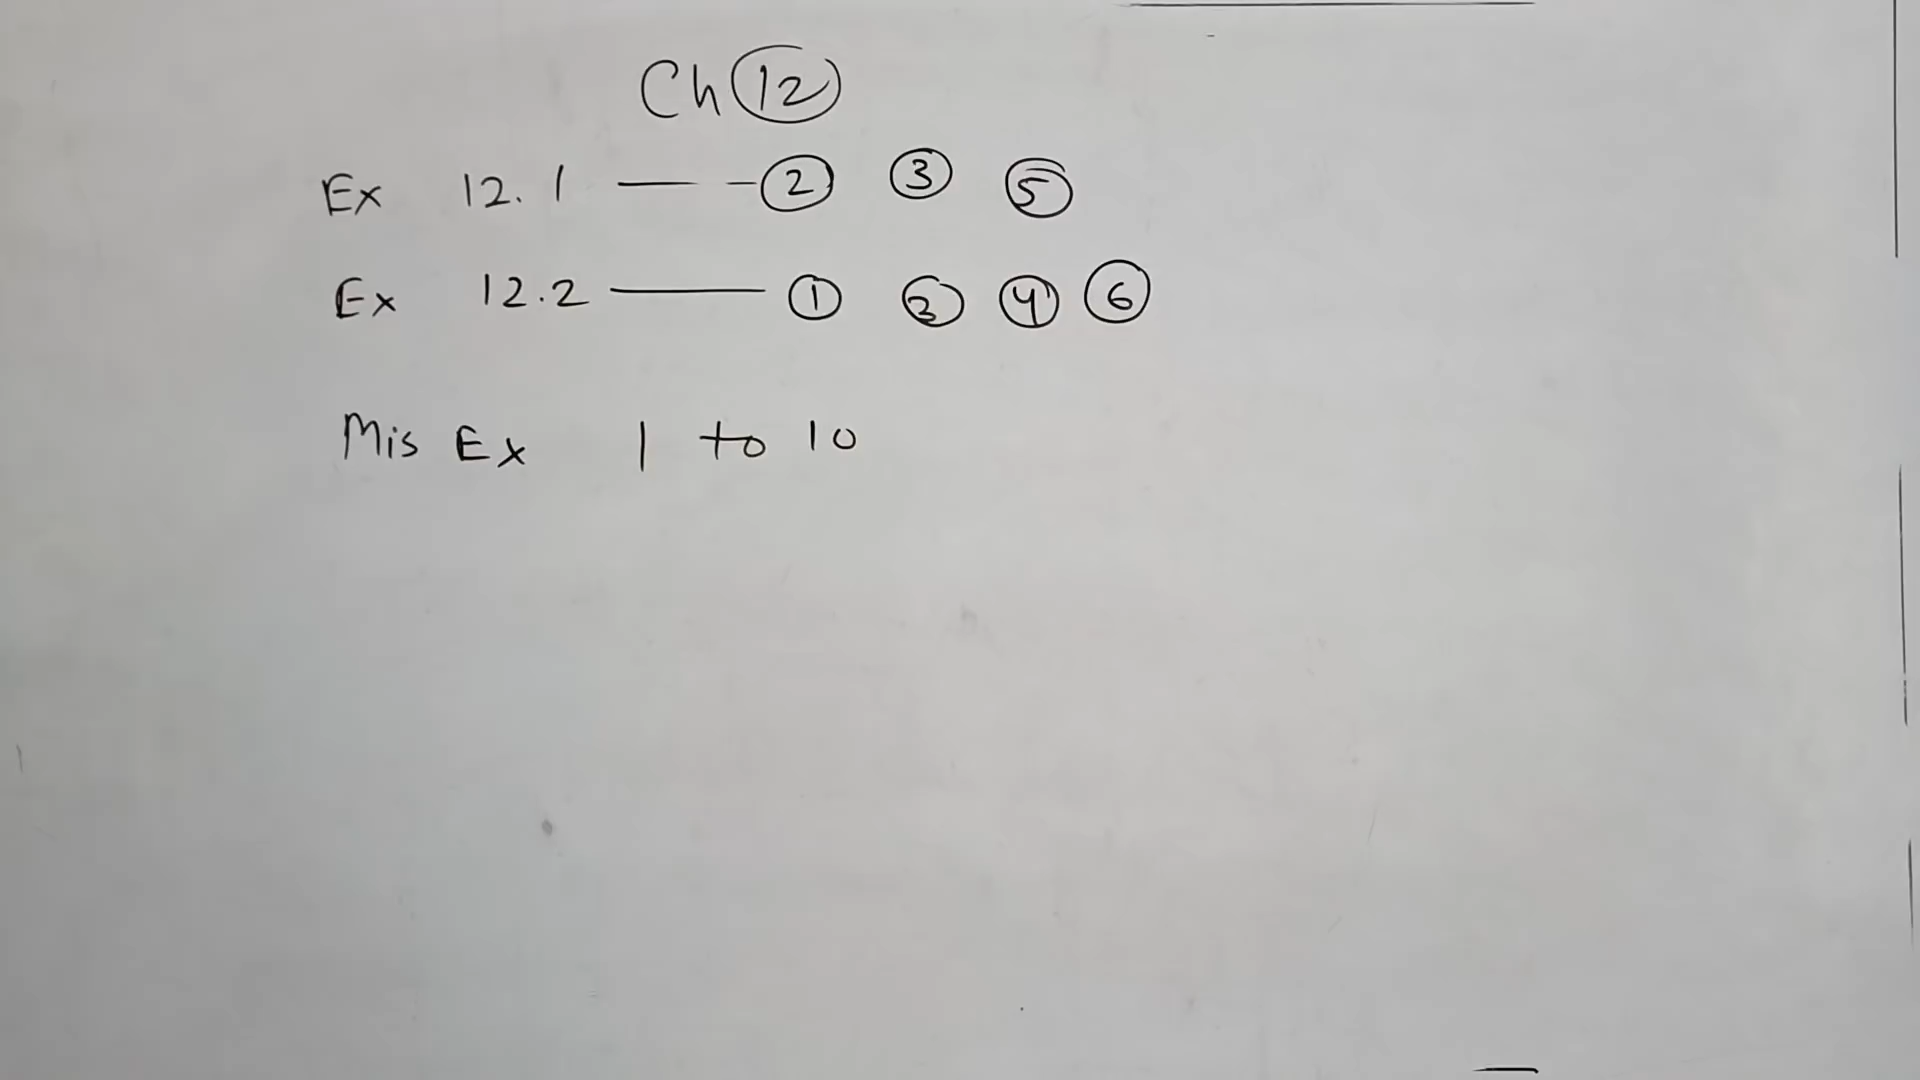 Ch 12
Ex 12.1 — - 2 3 5
Ex 12.2 — 1 3 4 6
Mis Ex 1 to 10